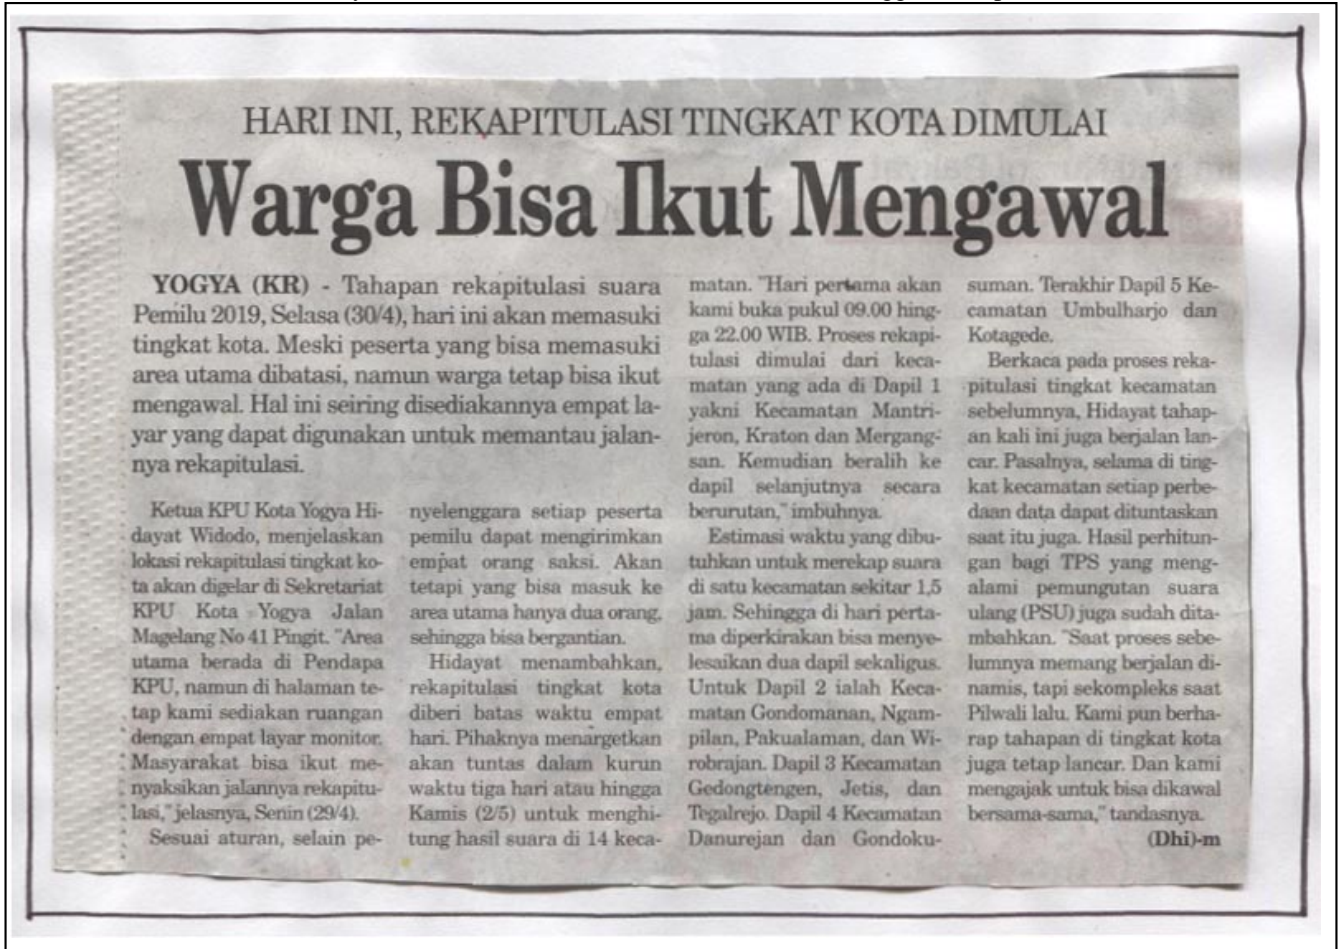 HARI INI, REKAPITULASI TINGKAT KOTA DIMULAI
Warga Bisa Ikut Mengawal
YOGYA (KR) - Tahapan rekapitulasi suara
Pemilu 2019, Selasa (30/4), hari ini akan memasuki
tingkat kota. Meski peserta yang bisa memasuki
area utama dibatasi, namun warga tetap bisa ikut
mengawal. Hal ini seiring disediakannya empat la-
yar yang dapat digunakan untuk memantau jalan-
nya rekapitulasi.
Ketua KPU Kota Yogya Hi-
dayat Widodo, menjelaskan
lokasi rekapitulasi tingkat ko-
ta akan digelar di Sekretariat
KPU Kota Yogya Jalan
Magelang No 41 Pingit. "Area
utama berada di Pendapa
KPU, namun di halaman te-
tap kami sediakan ruangan
dengan empat layar monitor.
Masyarakat bisa ikut me-
nyaksikan jalannya rekapitu-
lasi," jelasnya, Senin (29/4).
Sesuai aturan, selain pe-
nyelenggara setiap peserta
pemilu dapat mengirimkan
empat orang saksi. Akan
tetapi yang bisa masuk ke
area utama hanya dua orang,
sehingga bisa bergantian.
Hidayat menambahkan,
rekapitulasi tingkat kota
diberi batas waktu empat
hari. Pihaknya menargetkan
akan tuntas dalam kurun
waktu tiga hari atau hingga
Kamis (2/5) untuk menghi-
tung hasil suara di 14 keca-
matan. "Hari pertama akan
kami buka pukul 09.00 hing-
ga 22.00 WIB. Proses rekapi-
tulasi dimulai dari keca-
matan yang ada di Dapil 1
yakni Kecamatan Mantri-
jeron, Kraton dan Mergang-
san. Kemudian beralih ke
dapil selanjutnya secara
berurutan," imbuhnya.
Estimasi waktu yang dibu-
tuhkan untuk merekap suara
di satu kecamatan sekitar 1,5
jam. Sehingga di hari perta-
ma diperkirakan bisa menye-
lesaikan dua dapil sekaligus.
Untuk Dapil 2 ialah Keca-
matan Gondomanan, Ngam-
pilan, Pakualaman, dan Wi-
robrajan. Dapil 3 Kecamatan
Gedongtengen, Jetis, dan
Tegalrejo. Dapil 4 Kecamatan
Danurejan dan Gondoku-
suman. Terakhir Dapil 5 Ke-
camatan Umbulharjo dan
Kotagede.
Berkaca pada proses reka-
pitulasi tingkat kecamatan
sebelumnya, Hidayat tahap-
an kali ini juga berjalan lan-
car. Pasalnya, selama di ting-
kat kecamatan setiap perbe-
daan data dapat dituntaskan
saat itu juga. Hasil perhitun-
gan bagi TPS yang meng-
alami pemungutan suara
ulang (PSU) juga sudah dita-
mbahkan. "Saat proses sebe-
lumnya memang berjalan di-
namis, tapi sekompleks saat
Pilwali lalu. Kami pun berha-
rap tahapan di tingkat kota
juga tetap lancar. Dan kami
mengajak untuk bisa dikawal
bersama-sama," tandasnya.
(Dhi)-m